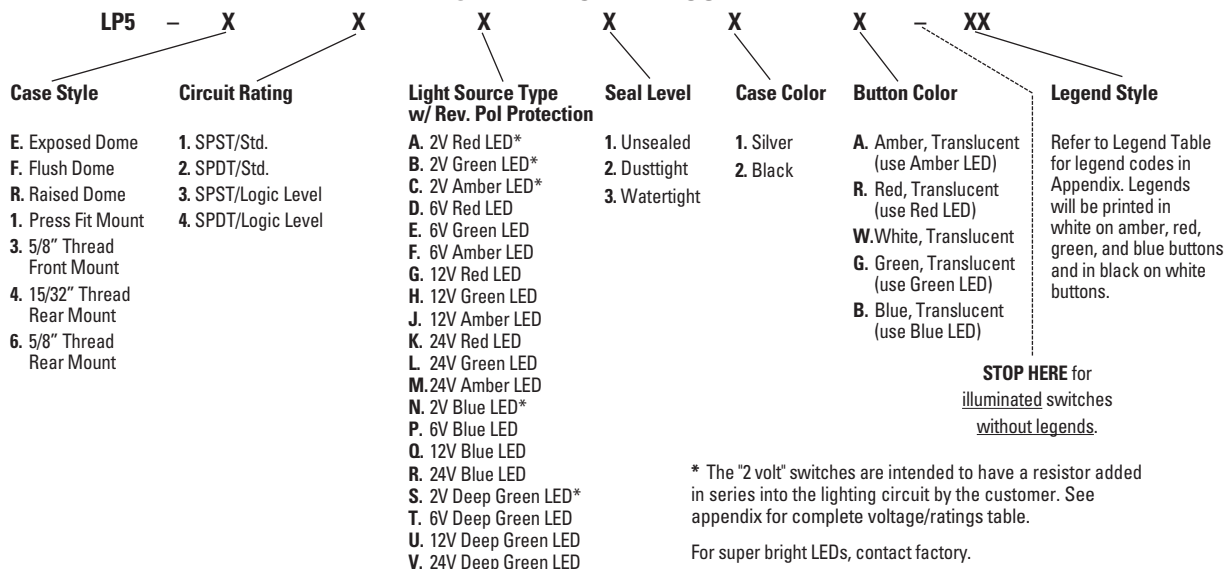 LP5 – X X X X X X – XX
Case Style
E. Exposed Dome
F. Flush Dome
R. Raised Dome
1. Press Fit Mount
3. 5/8" Thread
Front Mount
4. 15/32" Thread
Rear Mount
6. 5/8" Thread
Rear Mount
Circuit Rating
1. SPST/Std.
2. SPDT/Std.
3. SPST/Logic Level
4. SPDT/Logic Level
Light Source Type
w/ Rev. Pol Protection
A. 2V Red LED*
B. 2V Green LED*
C. 2V Amber LED*
D. 6V Red LED
E. 6V Green LED
F. 6V Amber LED
G. 12V Red LED
H. 12V Green LED
J. 12V Amber LED
K. 24V Red LED
L. 24V Green LED
M. 24V Amber LED
N. 2V Blue LED*
P. 6V Blue LED
Q. 12V Blue LED
R. 24V Blue LED
S. 2V Deep Green LED*
T. 6V Deep Green LED
U. 12V Deep Green LED
V. 24V Deep Green LED
Seal Level
1. Unsealed
2. Dusttight
3. Watertight
Case Color
1. Silver
2. Black
Button Color
A. Amber, Translucent
(use Amber LED)
R. Red, Translucent
(use Red LED)
W. White, Translucent
G. Green, Translucent
(use Green LED)
B. Blue, Translucent
(use Blue LED)
Legend Style
Refer to Legend Table
for legend codes in
Appendix. Legends
will be printed in
white on amber, red,
green, and blue buttons
and in black on white
buttons.
STOP HERE for
illuminated switches
without legends.
* The "2 volt" switches are intended to have a resistor added
in series into the lighting circuit by the customer. See
appendix for complete voltage/ratings table.
For super bright LEDs, contact factory.